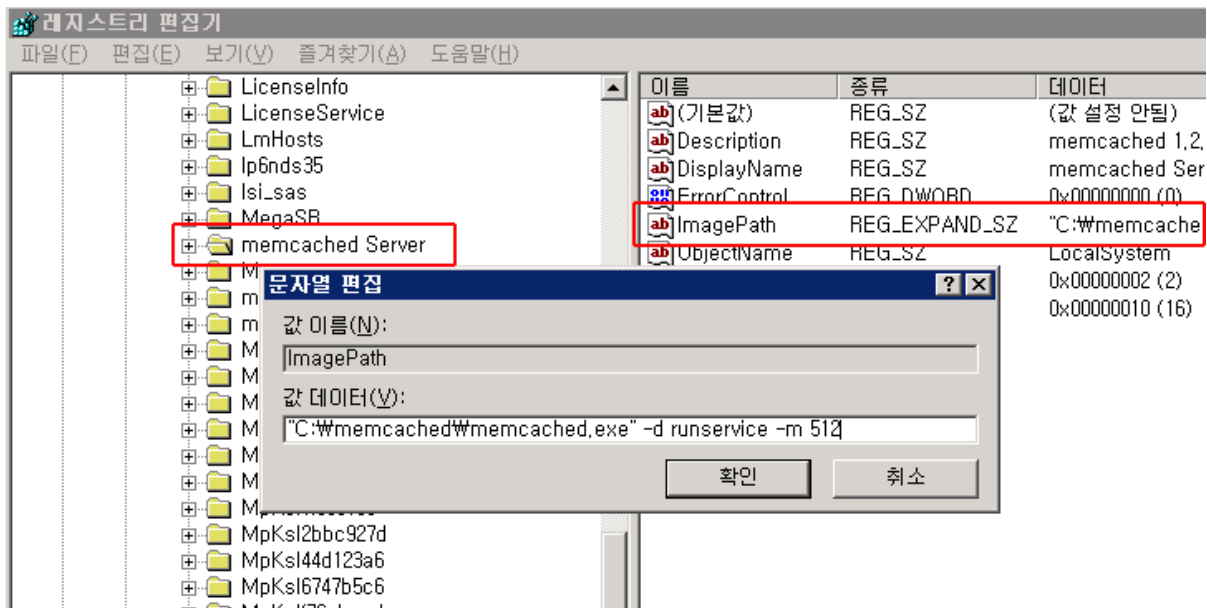 레지스트리 편집기
파일(F) 편집(E) 보기(V) 즐겨찾기(A) 도움말(H)
LicenseInfo
LicenseService
LmHosts
lp6nds35
lsi_sas
MegaSR
memcached Server
M
m
m
M
M
M
M
M
M
MpKsl2bbc927d
MpKsl44d123a6
MpKsl6747b5c6
이름 종류 데이터
(기본값) REG_SZ (값 설정 안됨)
Description REG_SZ memcached 1,2,
DisplayName REG_SZ memcached Ser
ErrorControl REG_DWORD 0x00000000 (0)
ImagePath REG_EXPAND_SZ "C:₩memcache
ObjectName REG_SZ LocalSystem
0x00000002 (2)
0x00000010 (16)
문자열 편집
값 이름(N):
ImagePath
값 데이터(V):
"C:₩memcached₩memcached.exe" -d runservice -m 512
확인 취소